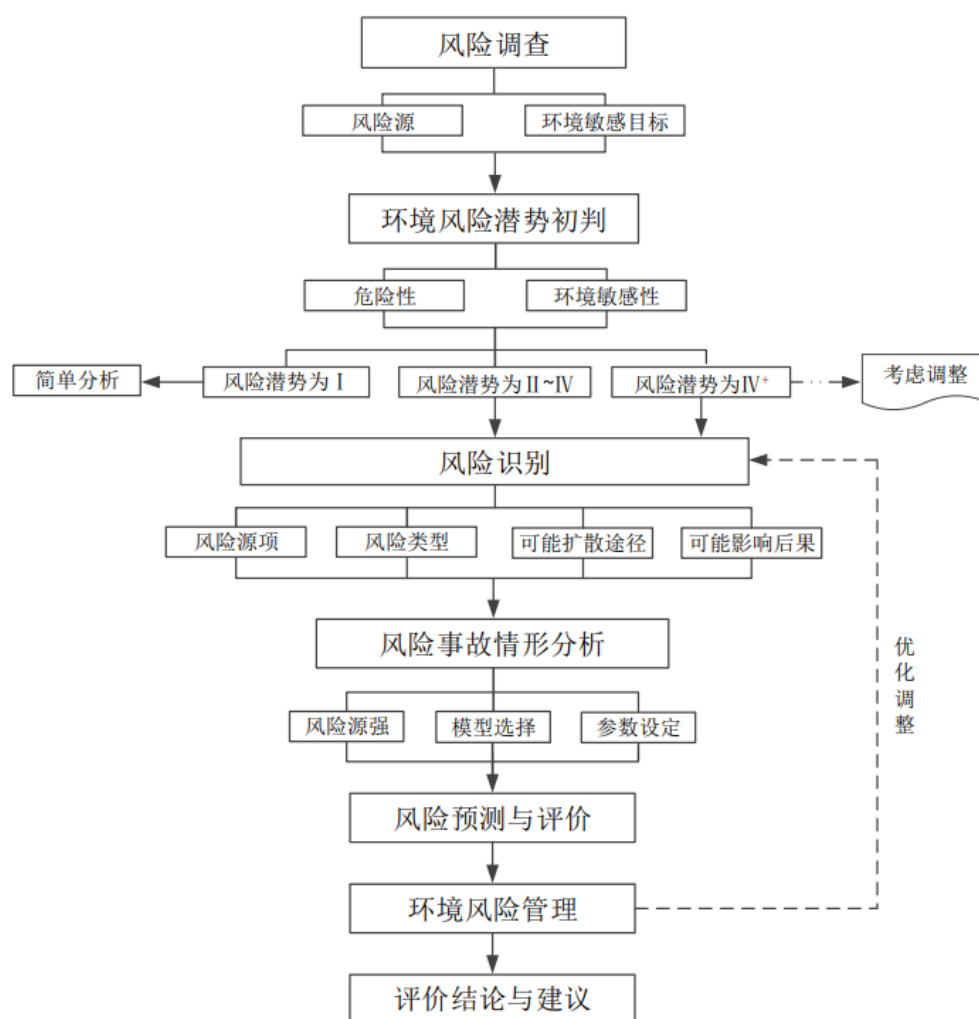 风险调查
风险源
环境敏感目标
环境风险潜势初判
危险性
环境敏感性
简单分析
风险潜势为Ⅰ
风险潜势为Ⅱ~Ⅳ
风险潜势为Ⅳ⁺
考虑调整
风险识别
风险源项
风险类型
可能扩散途径
可能影响后果
风险事故情形分析
优化调整
风险源强
模型选择
参数设定
风险预测与评价
环境风险管理
评价结论与建议